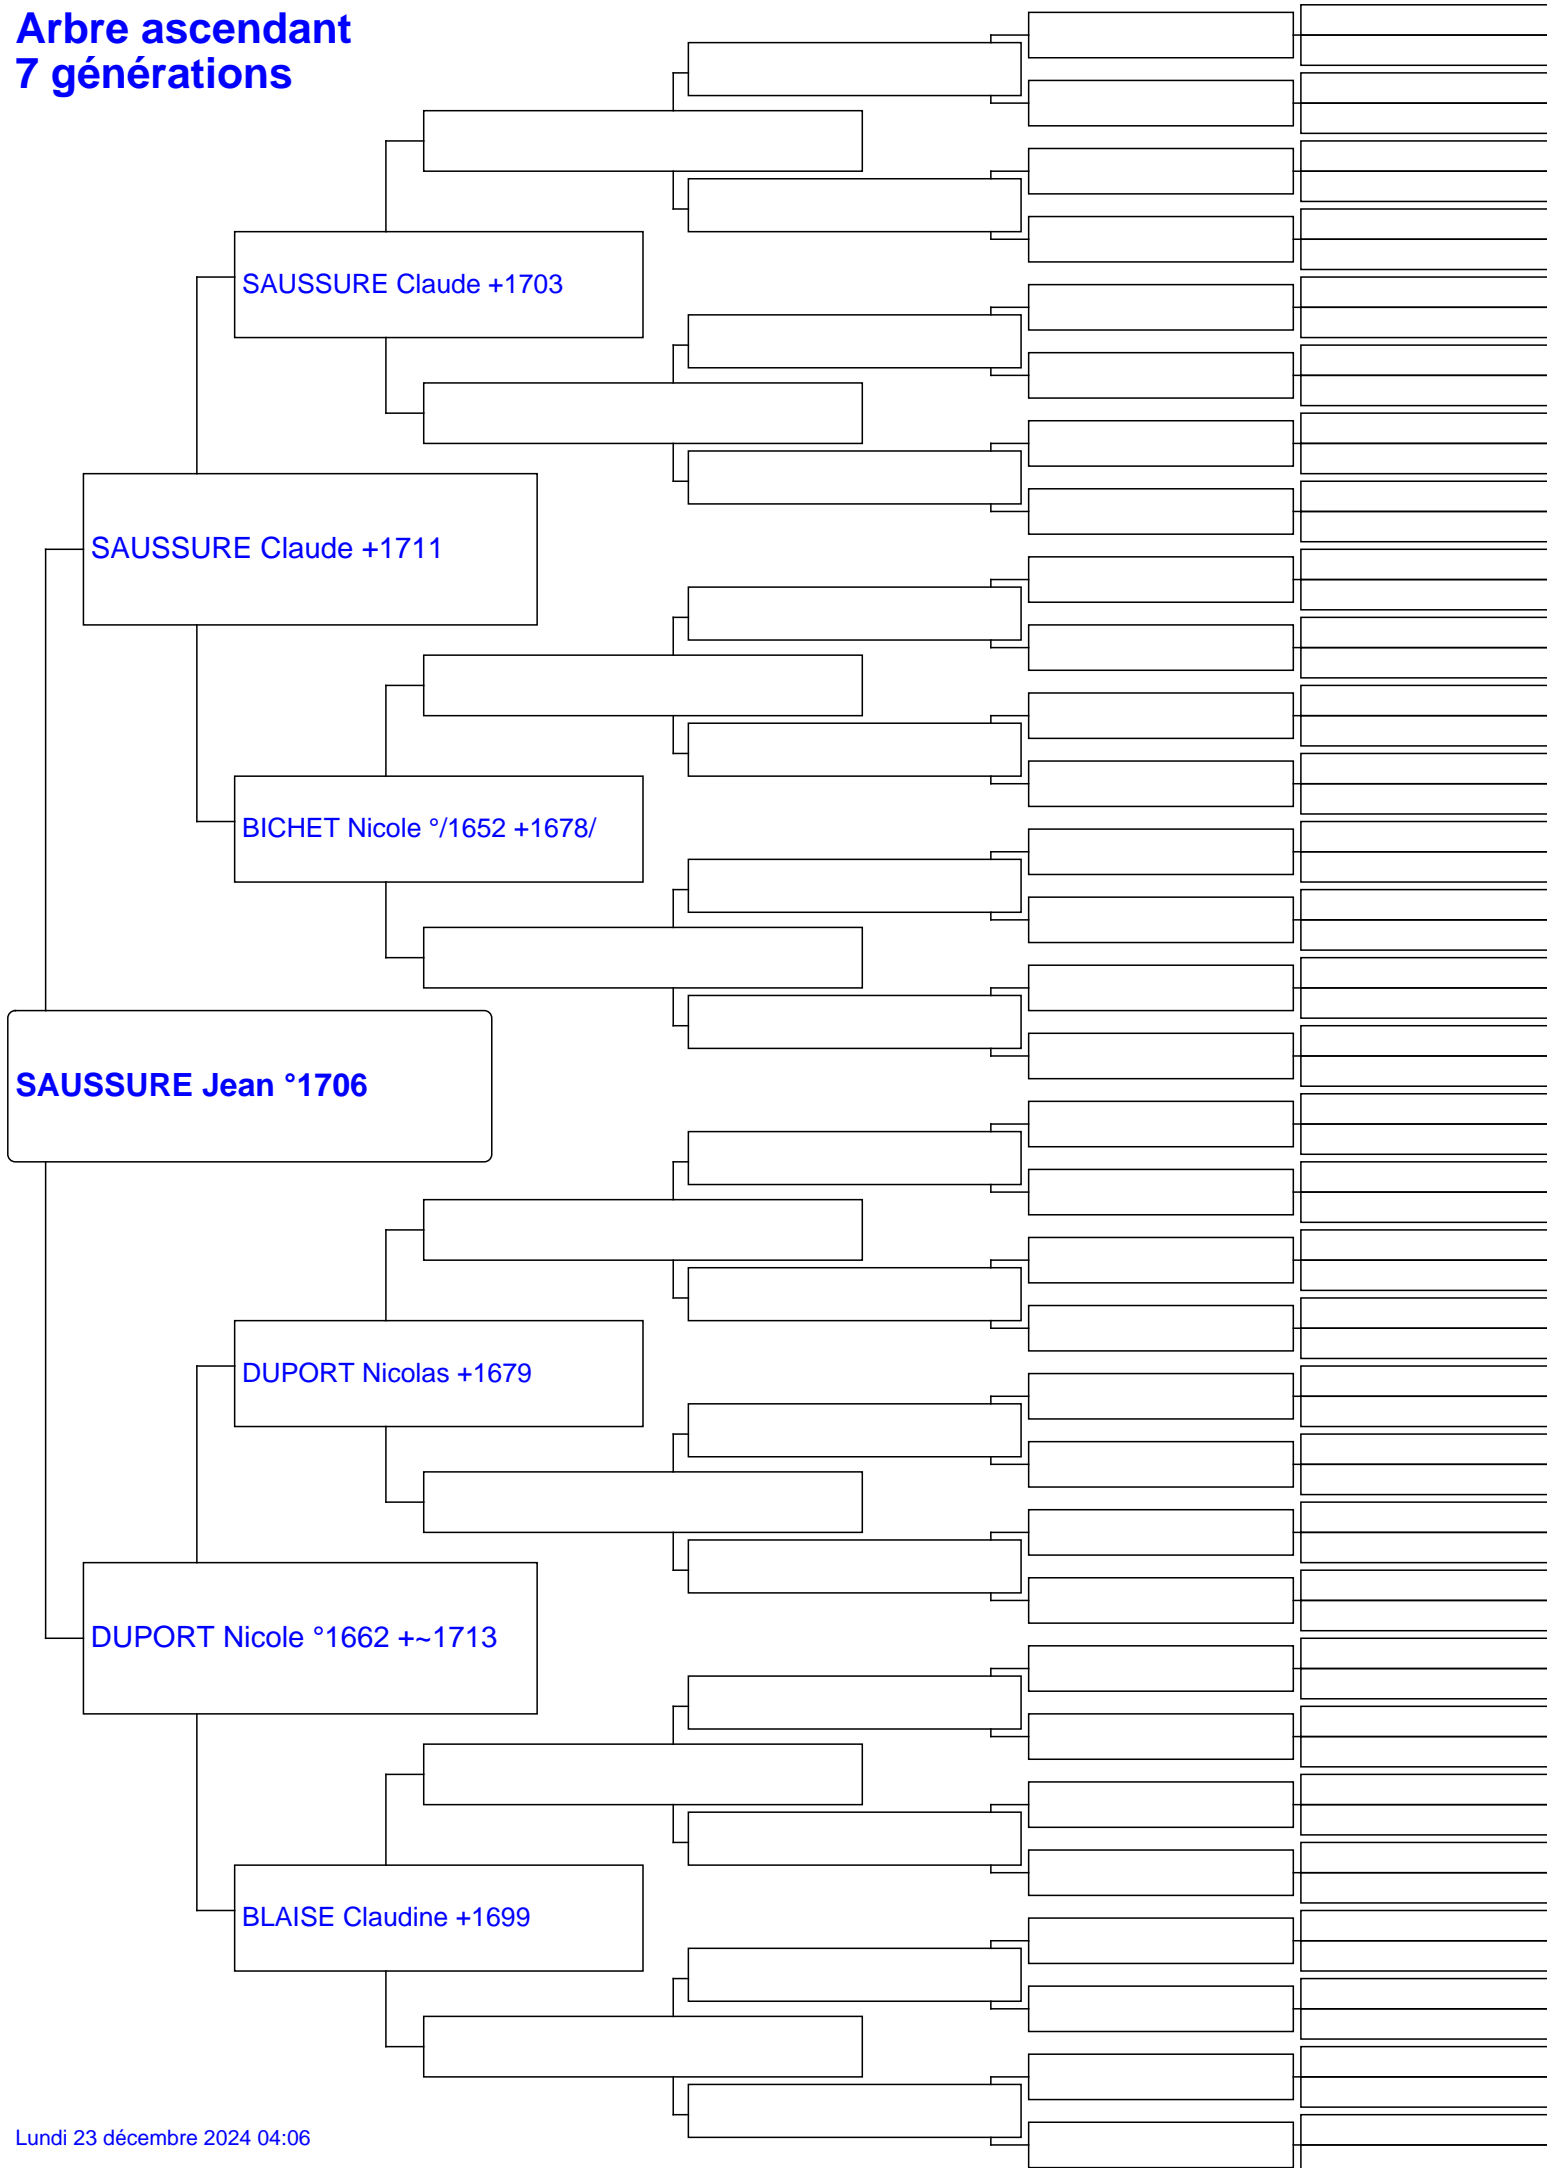 Arbre ascendant
7 générations
SAUSSURE Claude +1703
SAUSSURE Claude +1711
BICHET Nicole °/1652 +1678/
SAUSSURE Jean °1706
DUPORT Nicolas +1679
DUPORT Nicole °1662 +~1713
BLAISE Claudine +1699
Lundi 23 décembre 2024 04:06